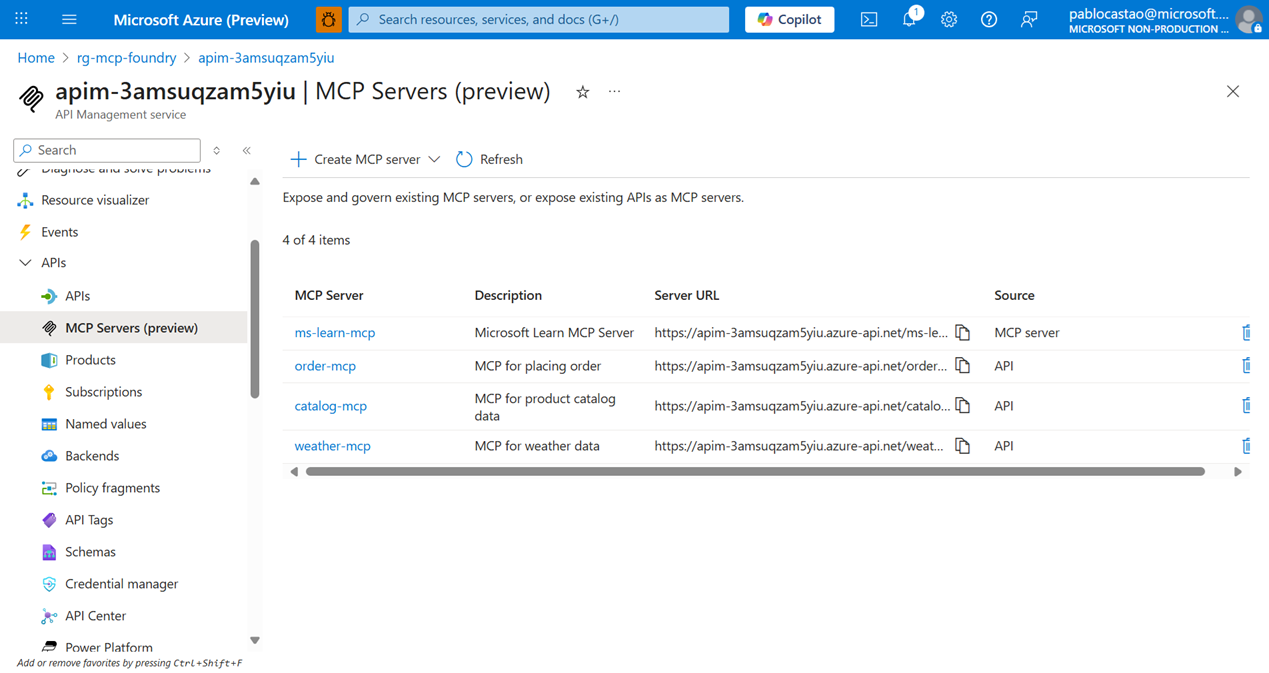 Microsoft Azure (Preview)
Search resources, services, and docs (G+/)
Copilot
1
pablocastao@microsoft....
MICROSOFT NON-PRODUCTION ...
Home > rg-mcp-foundry > apim-3amsuqzam5yiu
apim-3amsuqzam5yiu | MCP Servers (preview)
API Management service
Search
Diagnose and solve problems
Resource visualizer
Events
APIs
APIs
MCP Servers (preview)
Products
Subscriptions
Named values
Backends
Policy fragments
API Tags
Schemas
Credential manager
API Center
Power Platform
Add or remove favorites by pressing Ctrl+Shift+F
Create MCP server
Refresh
Expose and govern existing MCP servers, or expose existing APIs as MCP servers.
4 of 4 items
MCP Server Description Server URL Source
ms-learn-mcp Microsoft Learn MCP Server https://apim-3amsuqzam5yiu.azure-api.net/ms-le... MCP server
order-mcp MCP for placing order https://apim-3amsuqzam5yiu.azure-api.net/order... API
catalog-mcp MCP for product catalog data https://apim-3amsuqzam5yiu.azure-api.net/catalo... API
weather-mcp MCP for weather data https://apim-3amsuqzam5yiu.azure-api.net/weat... API